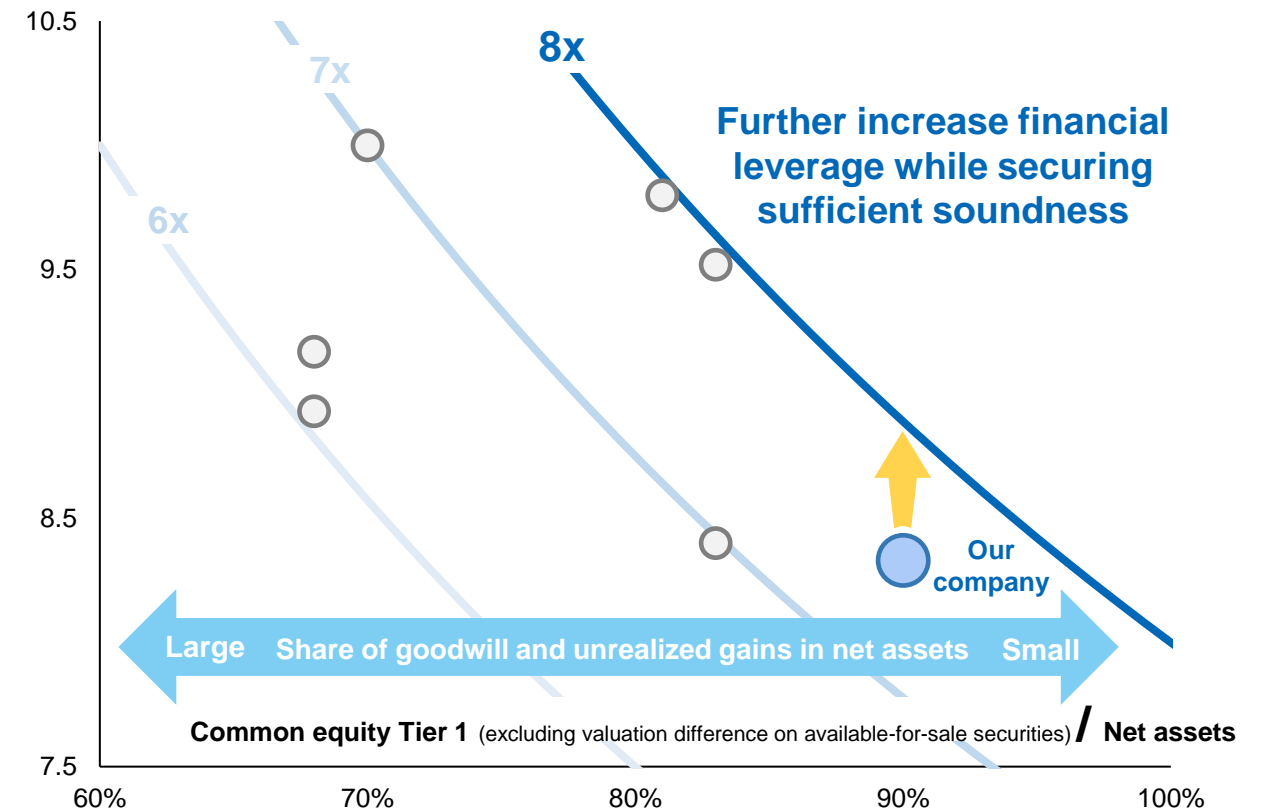 10.5
8x
7x
Further increase financial
leverage while securing
sufficient soundness
6x
9.5
8.5
Our
company
Large Share of goodwill and unrealized gains in net assets Small
Common equity Tier 1 (excluding valuation difference on available-for-sale securities) / Net assets
7.5
60% 70% 80% 90% 100%